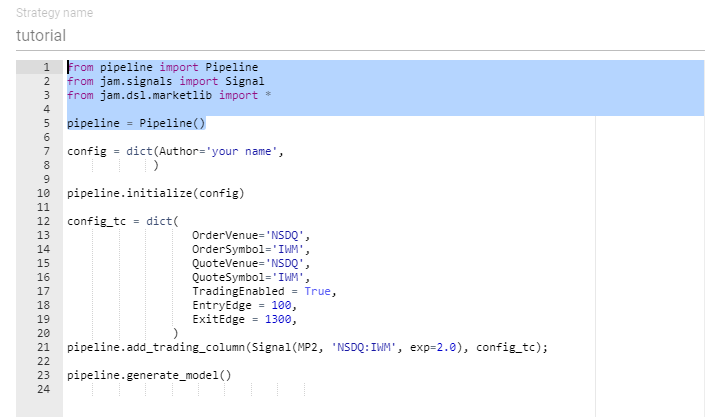 Strategy name
tutorial
1 from pipeline import Pipeline
2 from jam.signals import Signal
3 from jam.dsl.marketlib import *
4
5 pipeline = Pipeline()
6
7 config = dict(Author='your name',
8 )
9
10 pipeline.initialize(config)
11
12 config_tc = dict(
13 OrderVenue='NSDQ',
14 OrderSymbol='IWM',
15 QuoteVenue='NSDQ',
16 QuoteSymbol='IWM',
17 TradingEnabled = True,
18 EntryEdge = 100,
19 ExitEdge = 1300,
20 )
21 pipeline.add_trading_column(Signal(MP2, 'NSDQ:IWM', exp=2.0), config_tc);
22
23 pipeline.generate_model()
24